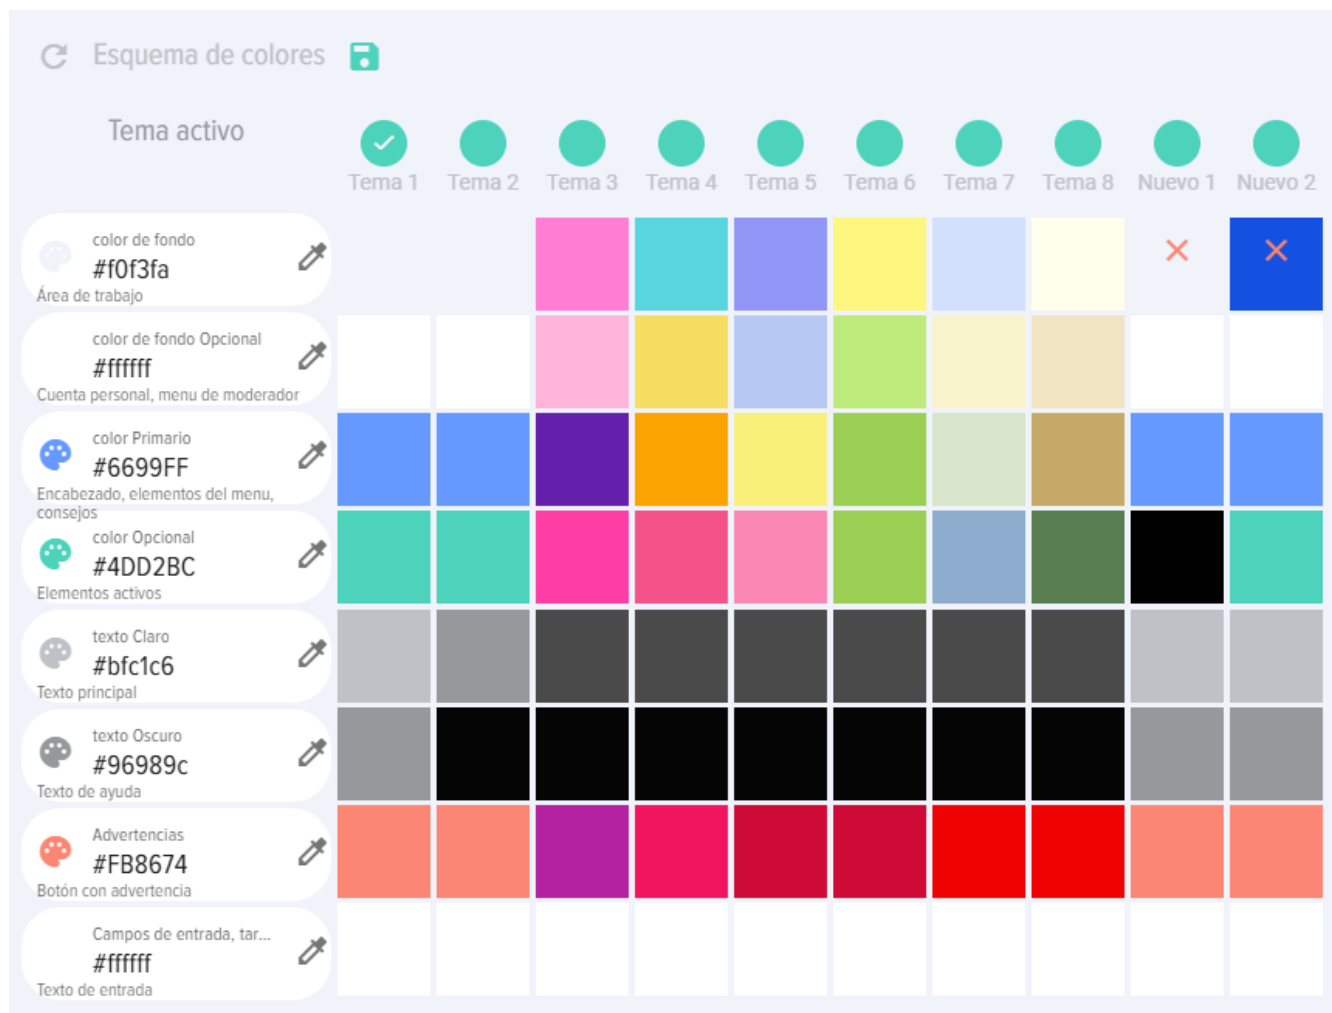 Esquema de colores
Tema activo
Tema 1 Tema 2 Tema 3 Tema 4 Tema 5 Tema 6 Tema 7 Tema 8 Nuevo 1 Nuevo 2
color de fondo
#f0f3fa
Área de trabajo
color de fondo Opcional
#ffffff
Cuenta personal, menu de moderador
color Primario
#6699FF
Encabezado, elementos del menu,
consejos
color Opcional
#4DD2BC
Elementos activos
texto Claro
#bfc1c6
Texto principal
texto Oscuro
#96989c
Texto de ayuda
Advertencias
#FB8674
Botón con advertencia
Campos de entrada, tar...
#ffffff
Texto de entrada